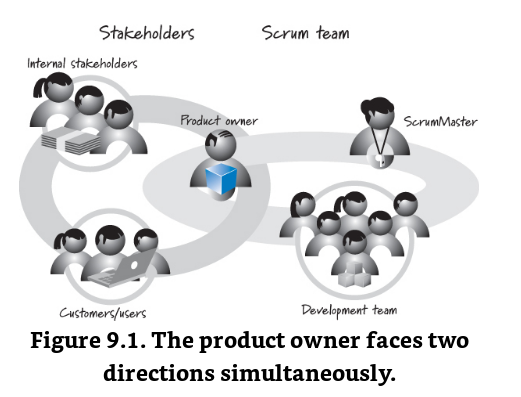 Stakeholders
Scrum team
Internal stakeholders
Product owner
ScrumMaster
Customers/users
Development team
Figure 9.1. The product owner faces two
directions simultaneously.